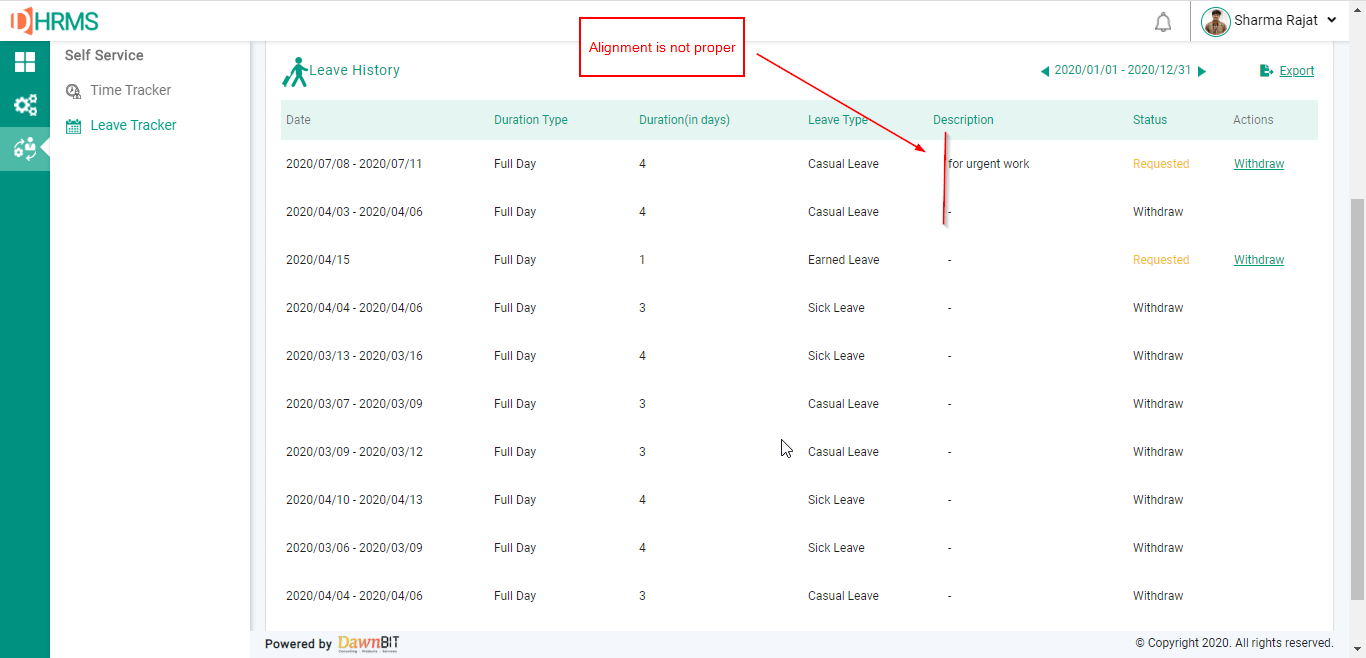 DHRMS
Sharma Rajat
Self Service
Time Tracker
Leave Tracker
Alignment is not proper
Leave History
2020/01/01 - 2020/12/31
Export
Date Duration Type Duration(in days) Leave Type Description Status Actions
2020/07/08 - 2020/07/11 Full Day 4 Casual Leave for urgent work Requested Withdraw
2020/04/03 - 2020/04/06 Full Day 4 Casual Leave - Withdraw
2020/04/15 Full Day 1 Earned Leave - Requested Withdraw
2020/04/04 - 2020/04/06 Full Day 3 Sick Leave - Withdraw
2020/03/13 - 2020/03/16 Full Day 4 Sick Leave - Withdraw
2020/03/07 - 2020/03/09 Full Day 3 Casual Leave - Withdraw
2020/03/09 - 2020/03/12 Full Day 3 Casual Leave - Withdraw
2020/04/10 - 2020/04/13 Full Day 4 Sick Leave - Withdraw
2020/03/06 - 2020/03/09 Full Day 4 Sick Leave - Withdraw
2020/04/04 - 2020/04/06 Full Day 3 Casual Leave - Withdraw
Powered by DawnBIT
© Copyright 2020. All rights reserved.